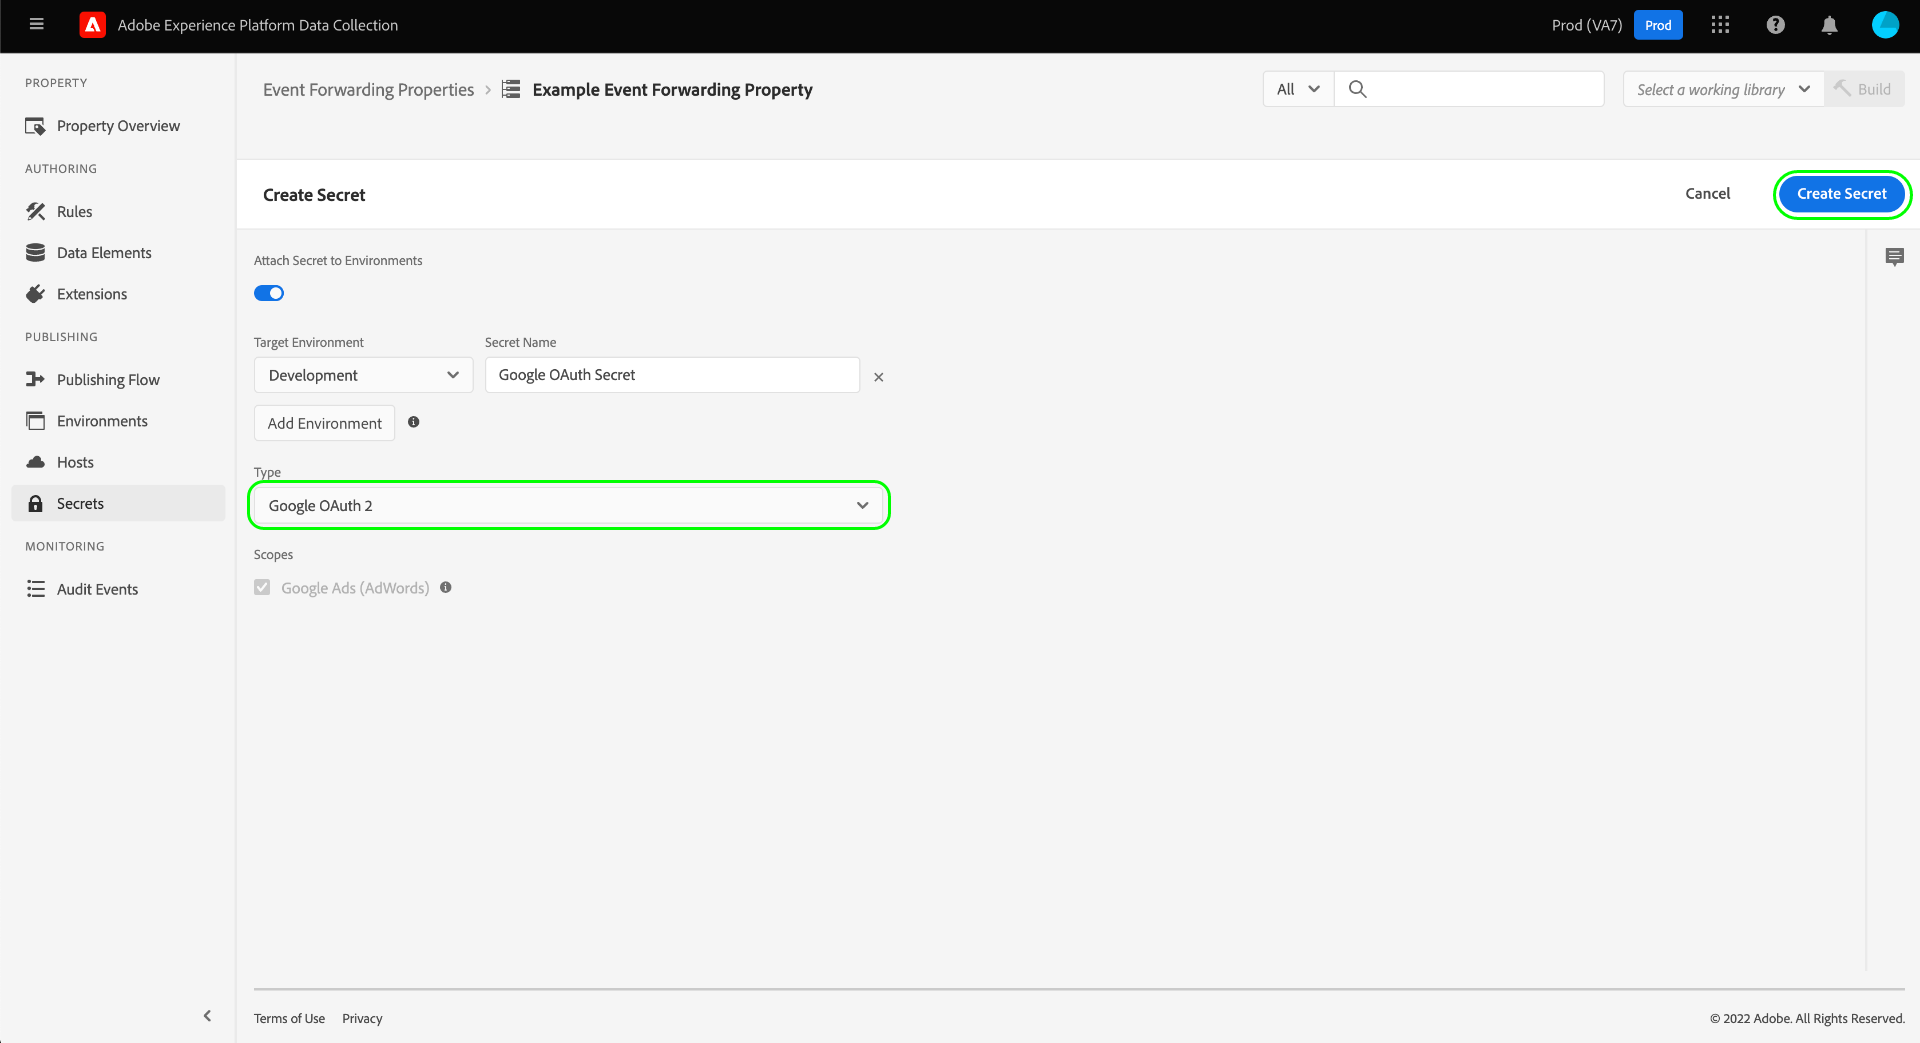 Adobe Experience Platform Data Collection
Prod (VA7)
Prod
PROPERTY
Property Overview
AUTHORING
Rules
Data Elements
Extensions
PUBLISHING
Publishing Flow
Environments
Hosts
Secrets
MONITORING
Audit Events
Event Forwarding Properties
Example Event Forwarding Property
All
Select a working library
Build
Create Secret
Cancel
Create Secret
Attach Secret to Environments
Target Environment
Secret Name
Development
Google OAuth Secret
Add Environment
Type
Google OAuth 2
Scopes
Google Ads (AdWords)
Terms of Use
Privacy
© 2022 Adobe. All Rights Reserved.